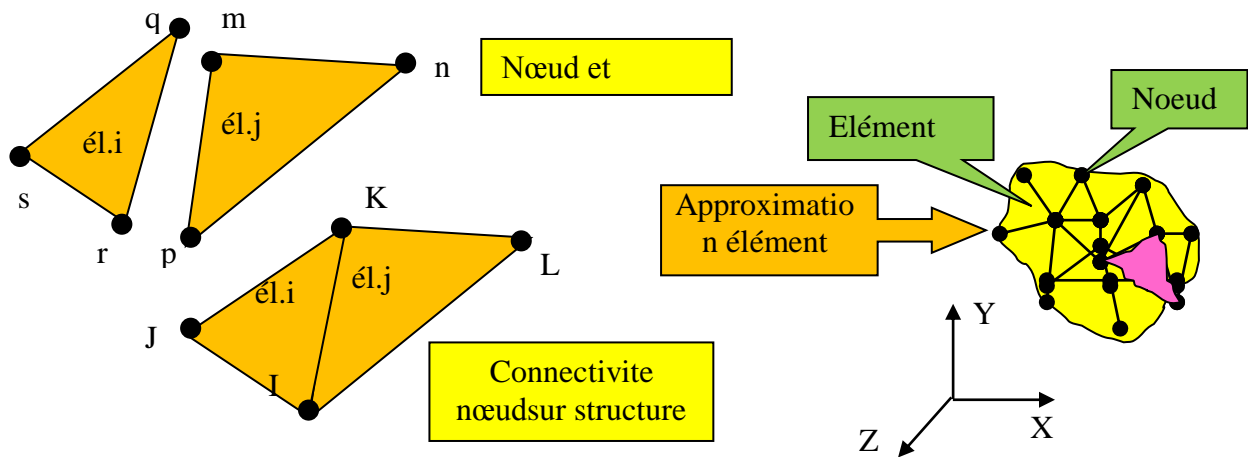 q
m
n
s
r
p
él.i
él.j
Nœud et
K
L
J
I
él.i
él.j
Connectivite
nœudsur structure
Elément
Noeud
Approximatio
n élément
Y
X
Z